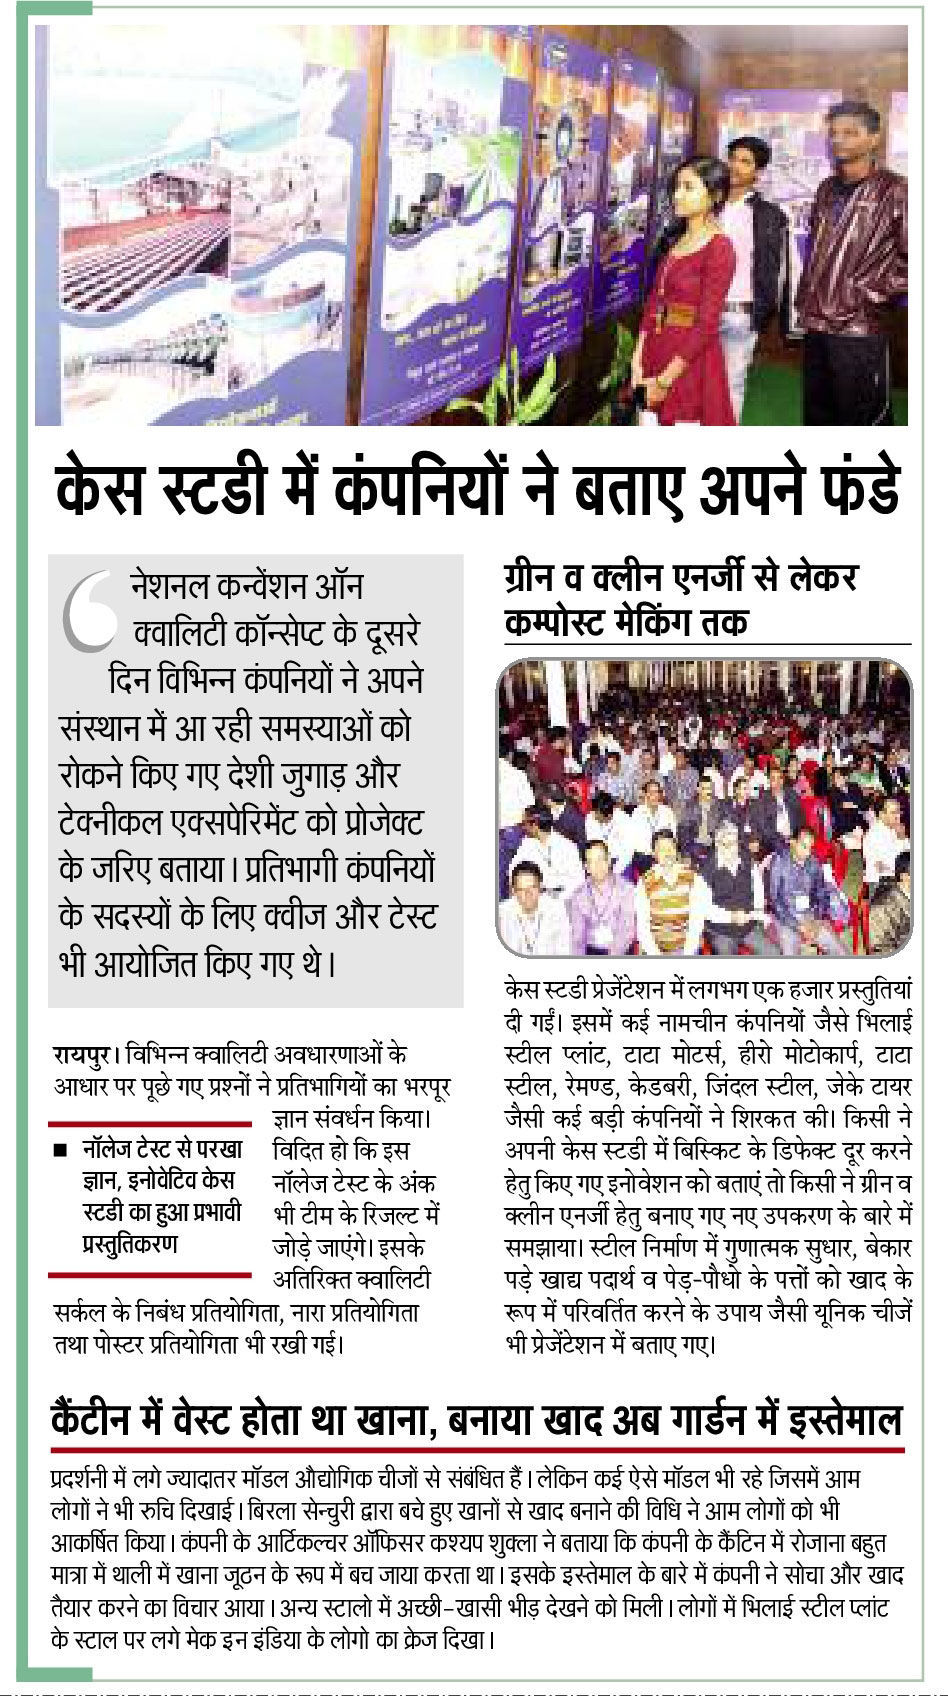 केस स्टडी में कंपनियों ने बताए अपने फंडे
नेशनल कन्वेंशन ऑन
क्वालिटी कॉन्सेप्ट के दूसरे
दिन विभिन्न कंपनियों ने अपने
संस्थान में आ रही समस्याओं को
रोकने किए गए देशी जुगाड़ और
टेक्नीकल एक्सपेरिमेंट को प्रोजेक्ट
के जरिए बताया। प्रतिभागी कंपनियों
के सदस्यों के लिए क्वीज और टेस्ट
भी आयोजित किए गए थे।
रायपुर। विभिन्न क्वालिटी अवधारणाओं के
आधार पर पूछे गए प्रश्नों ने प्रतिभागियों का भरपूर
ज्ञान संवर्धन किया।
विदित हो कि इस
नॉलेज टेस्ट के अंक
भी टीम के रिजल्ट में
जोड़े जाएंगे। इसके
अतिरिक्त क्वालिटी
सर्कल के निबंध प्रतियोगिता, नारा प्रतियोगिता
तथा पोस्टर प्रतियोगिता भी रखी गई।
■ नॉलेज टेस्ट से परखा
ज्ञान, इनोवेटिव केस
स्टडी का हुआ प्रभावी
प्रस्तुतिकरण
ग्रीन व क्लीन एनर्जी से लेकर
कम्पोस्ट मेकिंग तक
केस स्टडी प्रेजेंटेशन में लगभग एक हजार प्रस्तुतियां
दी गईं। इसमें कई नामचीन कंपनियों जैसे भिलाई
स्टील प्लांट, टाटा मोटर्स, हीरो मोटोकार्प, टाटा
स्टील, रेमण्ड, केडबरी, जिंदल स्टील, जेके टायर
जैसी कई बड़ी कंपनियों ने शिरकत की। किसी ने
अपनी केस स्टडी में बिस्किट के डिफेक्ट दूर करने
हेतु किए गए इनोवेशन को बताएं तो किसी ने ग्रीन व
क्लीन एनर्जी हेतु बनाए गए नए उपकरण के बारे में
समझाया। स्टील निर्माण में गुणात्मक सुधार, बेकार
पड़े खाद्य पदार्थ व पेड़-पौधो के पत्तों को खाद के
रूप में परिवर्तित करने के उपाय जैसी यूनिक चीजें
भी प्रेजेंटेशन में बताए गए।
कैंटीन में वेस्ट होता था खाना, बनाया खाद अब गार्डन में इस्तेमाल
प्रदर्शनी में लगे ज्यादातर मॉडल औद्योगिक चीजों से संबंधित हैं। लेकिन कई ऐसे मॉडल भी रहे जिसमें आम
लोगों ने भी रुचि दिखाई। बिरला सेन्चुरी द्वारा बचे हुए खानों से खाद बनाने की विधि ने आम लोगों को भी
आकर्षित किया। कंपनी के आर्टिकल्चर ऑफिसर कश्यप शुक्ला ने बताया कि कंपनी के कैंटिन में रोजाना बहुत
मात्रा में थाली में खाना जूठन के रूप में बच जाया करता था। इसके इस्तेमाल के बारे में कंपनी ने सोचा और खाद
तैयार करने का विचार आया। अन्य स्टालो में अच्छी-खासी भीड़ देखने को मिली। लोगों में भिलाई स्टील प्लांट
के स्टाल पर लगे मेक इन इंडिया के लोगो का क्रेज दिखा।